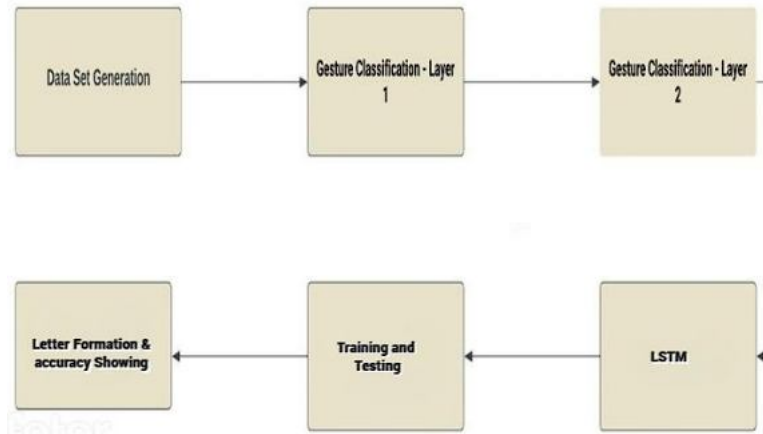 Data Set Generation
Gesture Classification - Layer
1
Gesture Classification - Layer
2
Letter Formation &
accuracy Showing
Training and
Testing
LSTM